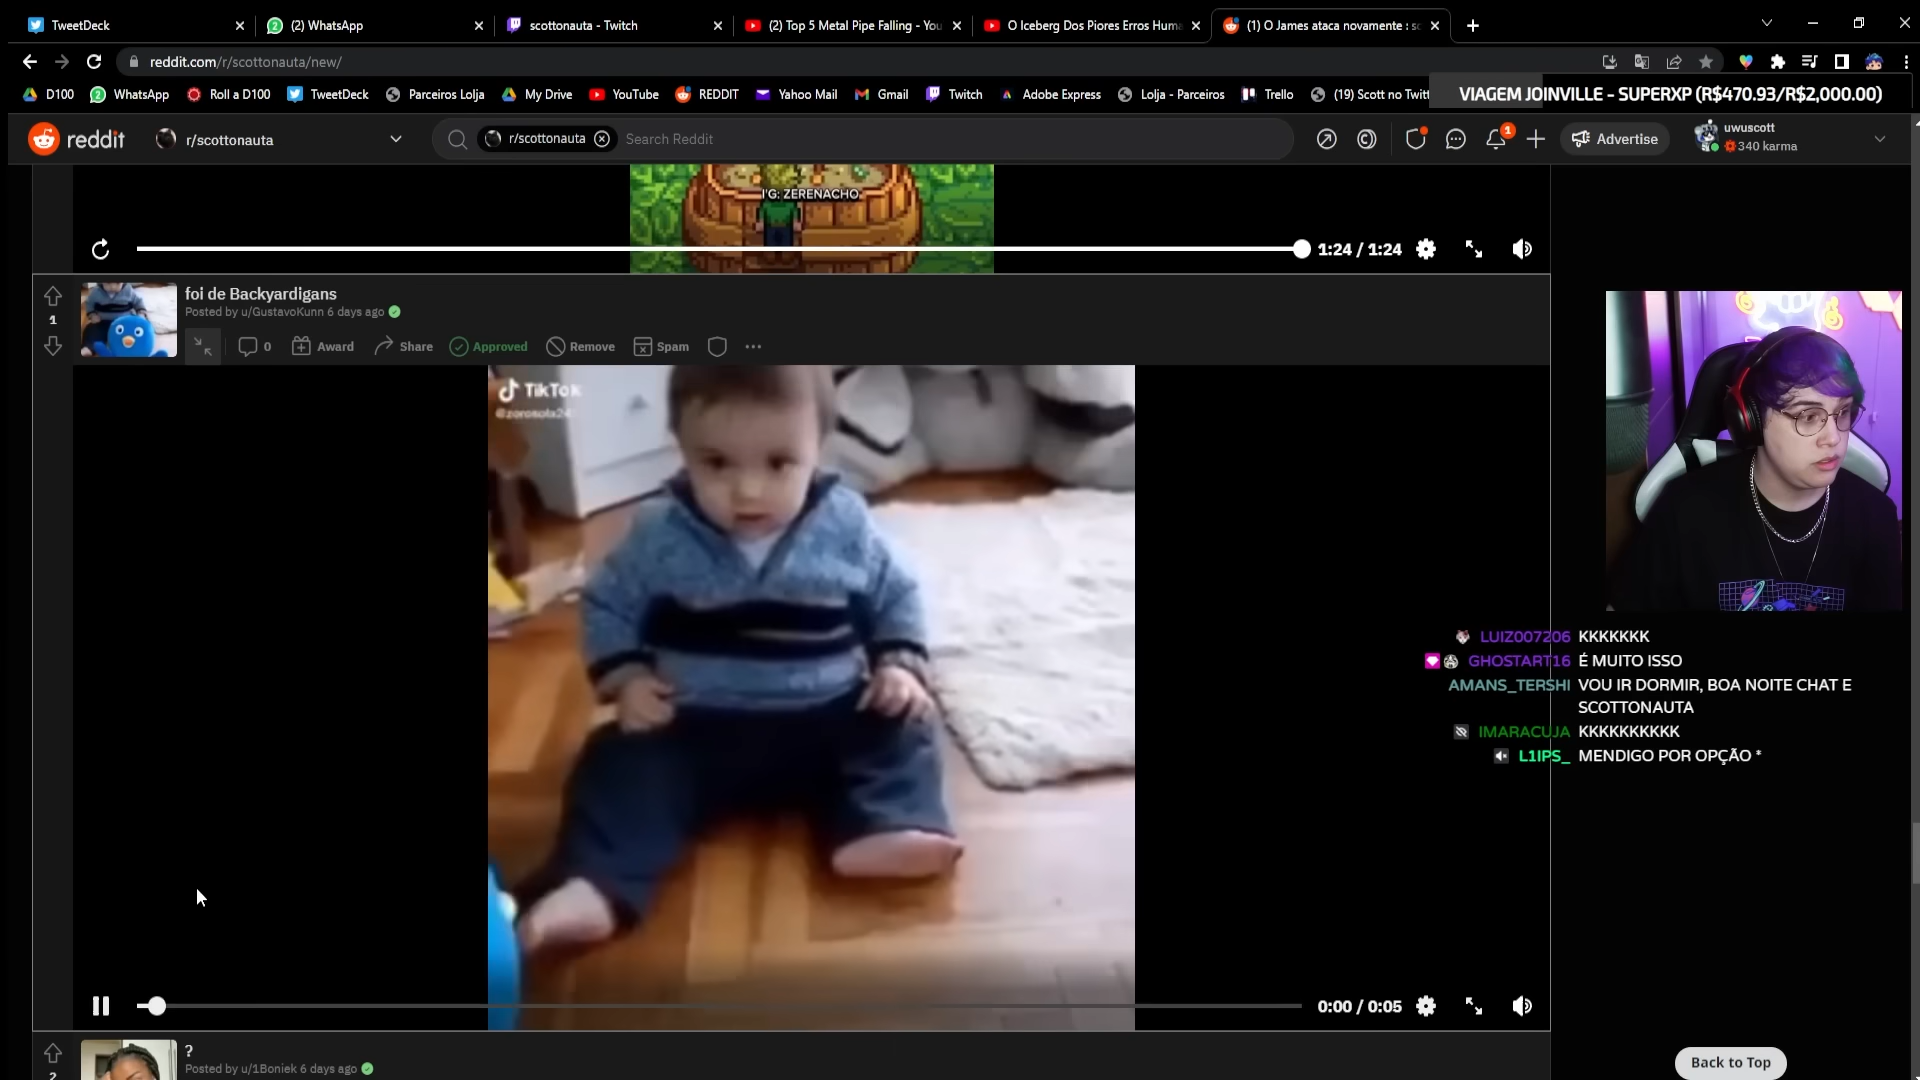 TweetDeck
(2) WhatsApp
scottonauta - Twitch
(2) Top 5 Metal Pipe Falling - You
O Iceberg Dos Piores Erros Huma
(1) O James ataca novamente : sc
reddit.com/r/scottonauta/new/
D100
WhatsApp
Roll a D100
TweetDeck
Parceiros Lolja
My Drive
YouTube
REDDIT
Yahoo Mail
Gmail
Twitch
Adobe Express
Lolja - Parceiros
Trello
(19) Scott no Twitt
VIAGEM JOINVILLE - SUPERXP (R$470.93/R$2,000.00)
reddit
r/scottonauta
r/scottonauta
Search Reddit
1
Advertise
uwuscott
340 karma
I'G: ZERENACHO
1:24 / 1:24
foi de Backyardigans
Posted by u/GustavoKunn 6 days ago
1
0
Award
Share
Approved
Remove
Spam
TikTok
@zorosola24
LUIZ007206 KKKKKKK
GHOSTART16 É MUITO ISSO
AMANS_TERSHI VOU IR DORMIR, BOA NOITE CHAT E
SCOTTONAUTA
IMARACUJA KKKKKKKKKK
L1IPS_ MENDIGO POR OPÇÃO *
0:00 / 0:05
?
Posted by u/1Boniek 6 days ago
2
Back to Top